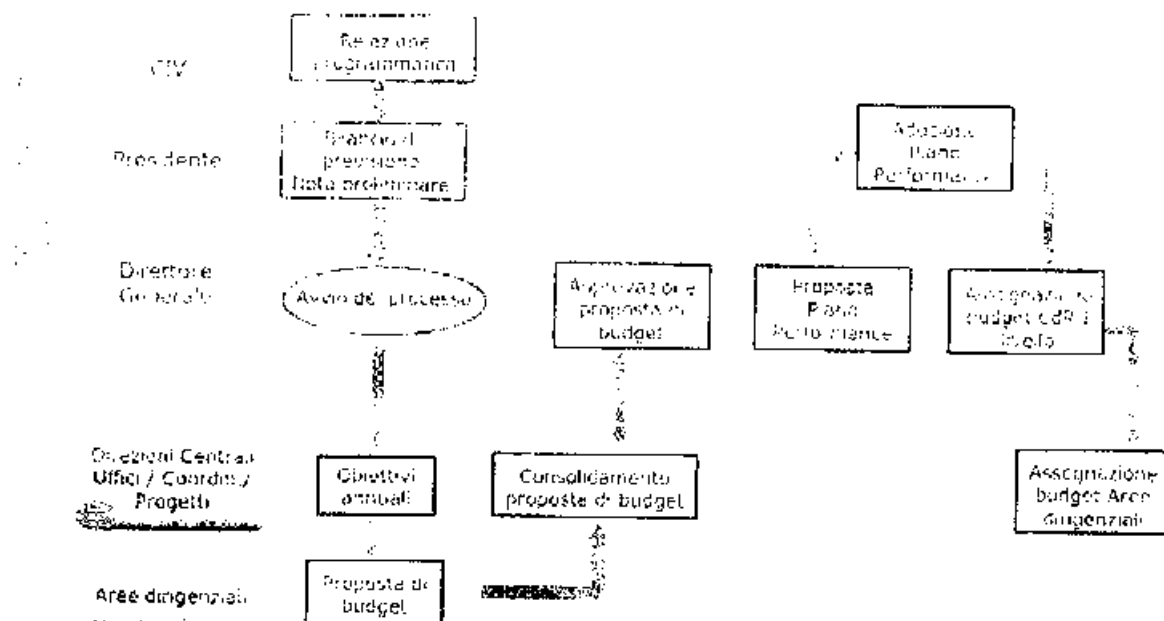 CIV
Relazione
programmatica
Presidente
Bilancio di
previsione
Nota preliminare
Adozione
Piano
Performance
Direttore
Generale
Avvio del processo
Approvazione
proposta di
budget
Proposta
Piano
Performance
Assegnazione
budget CdR 1
livello
Direzioni Centrali
Uffici / Coordin. /
Progetti
Obiettivi
annuali
Consolidamento
proposta di budget
Assegnazione
budget Aree
dirigenziali
Aree dirigenziali
Proposta di
budget